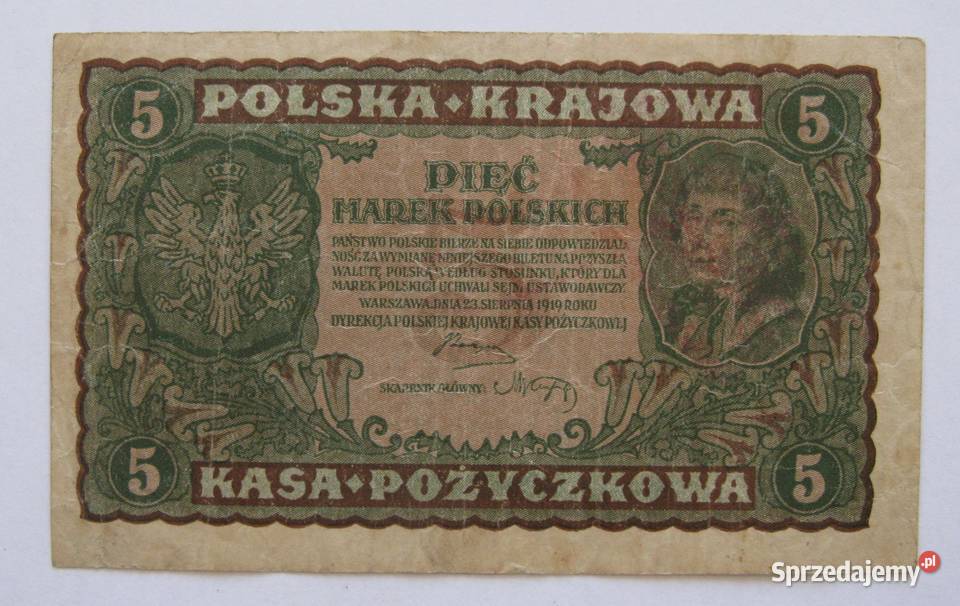 5 POLSKA ♦ KRAJOWA 5
PIĘĆ
MAREK POLSKICH
PAŃSTWO POLSKIE BIERZE NA SIEBIE ODPOWIEDZIAL
NOŚĆ ZA WYMIANĘ NINIEJSZEGO BILETU NA PRZYSZŁĄ
WALUTĘ POLSKĄ WEDŁUG STOSUNKU, KTÓRY DLA
MAREK POLSKICH UCHWALI SEJM USTAWODAWCZY.
WARSZAWA, DNIA 23 SIERPNIA 1919 ROKU
DYREKCJA POLSKIEJ KRAJOWEJ KASY POŻYCZKOWEJ
SKARBNIK GŁÓWNY:
5 KASA ♦ POŻYCZKOWA 5
Sprzedajemy .pl